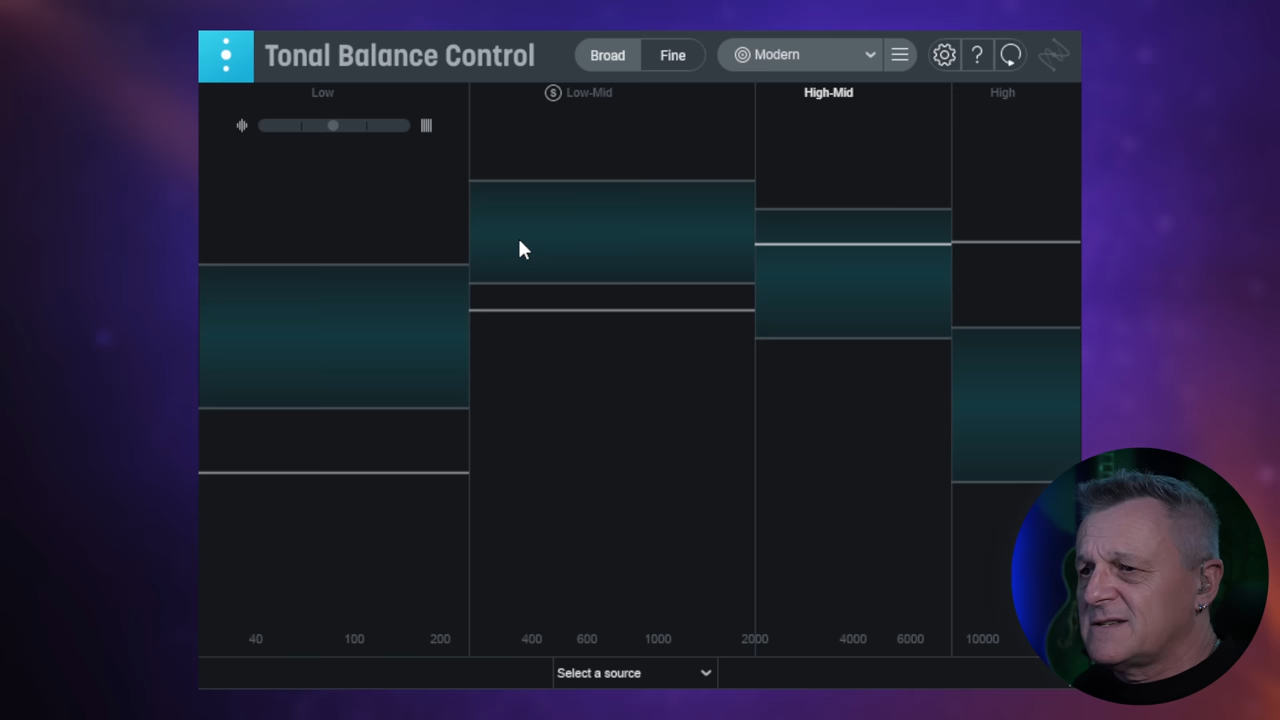 Tonal Balance Control
Broad
Fine
Modern
?
Low
S Low-Mid
High-Mid
High
40 100 200 400 600 1000 2000 4000 6000 10000
Select a source